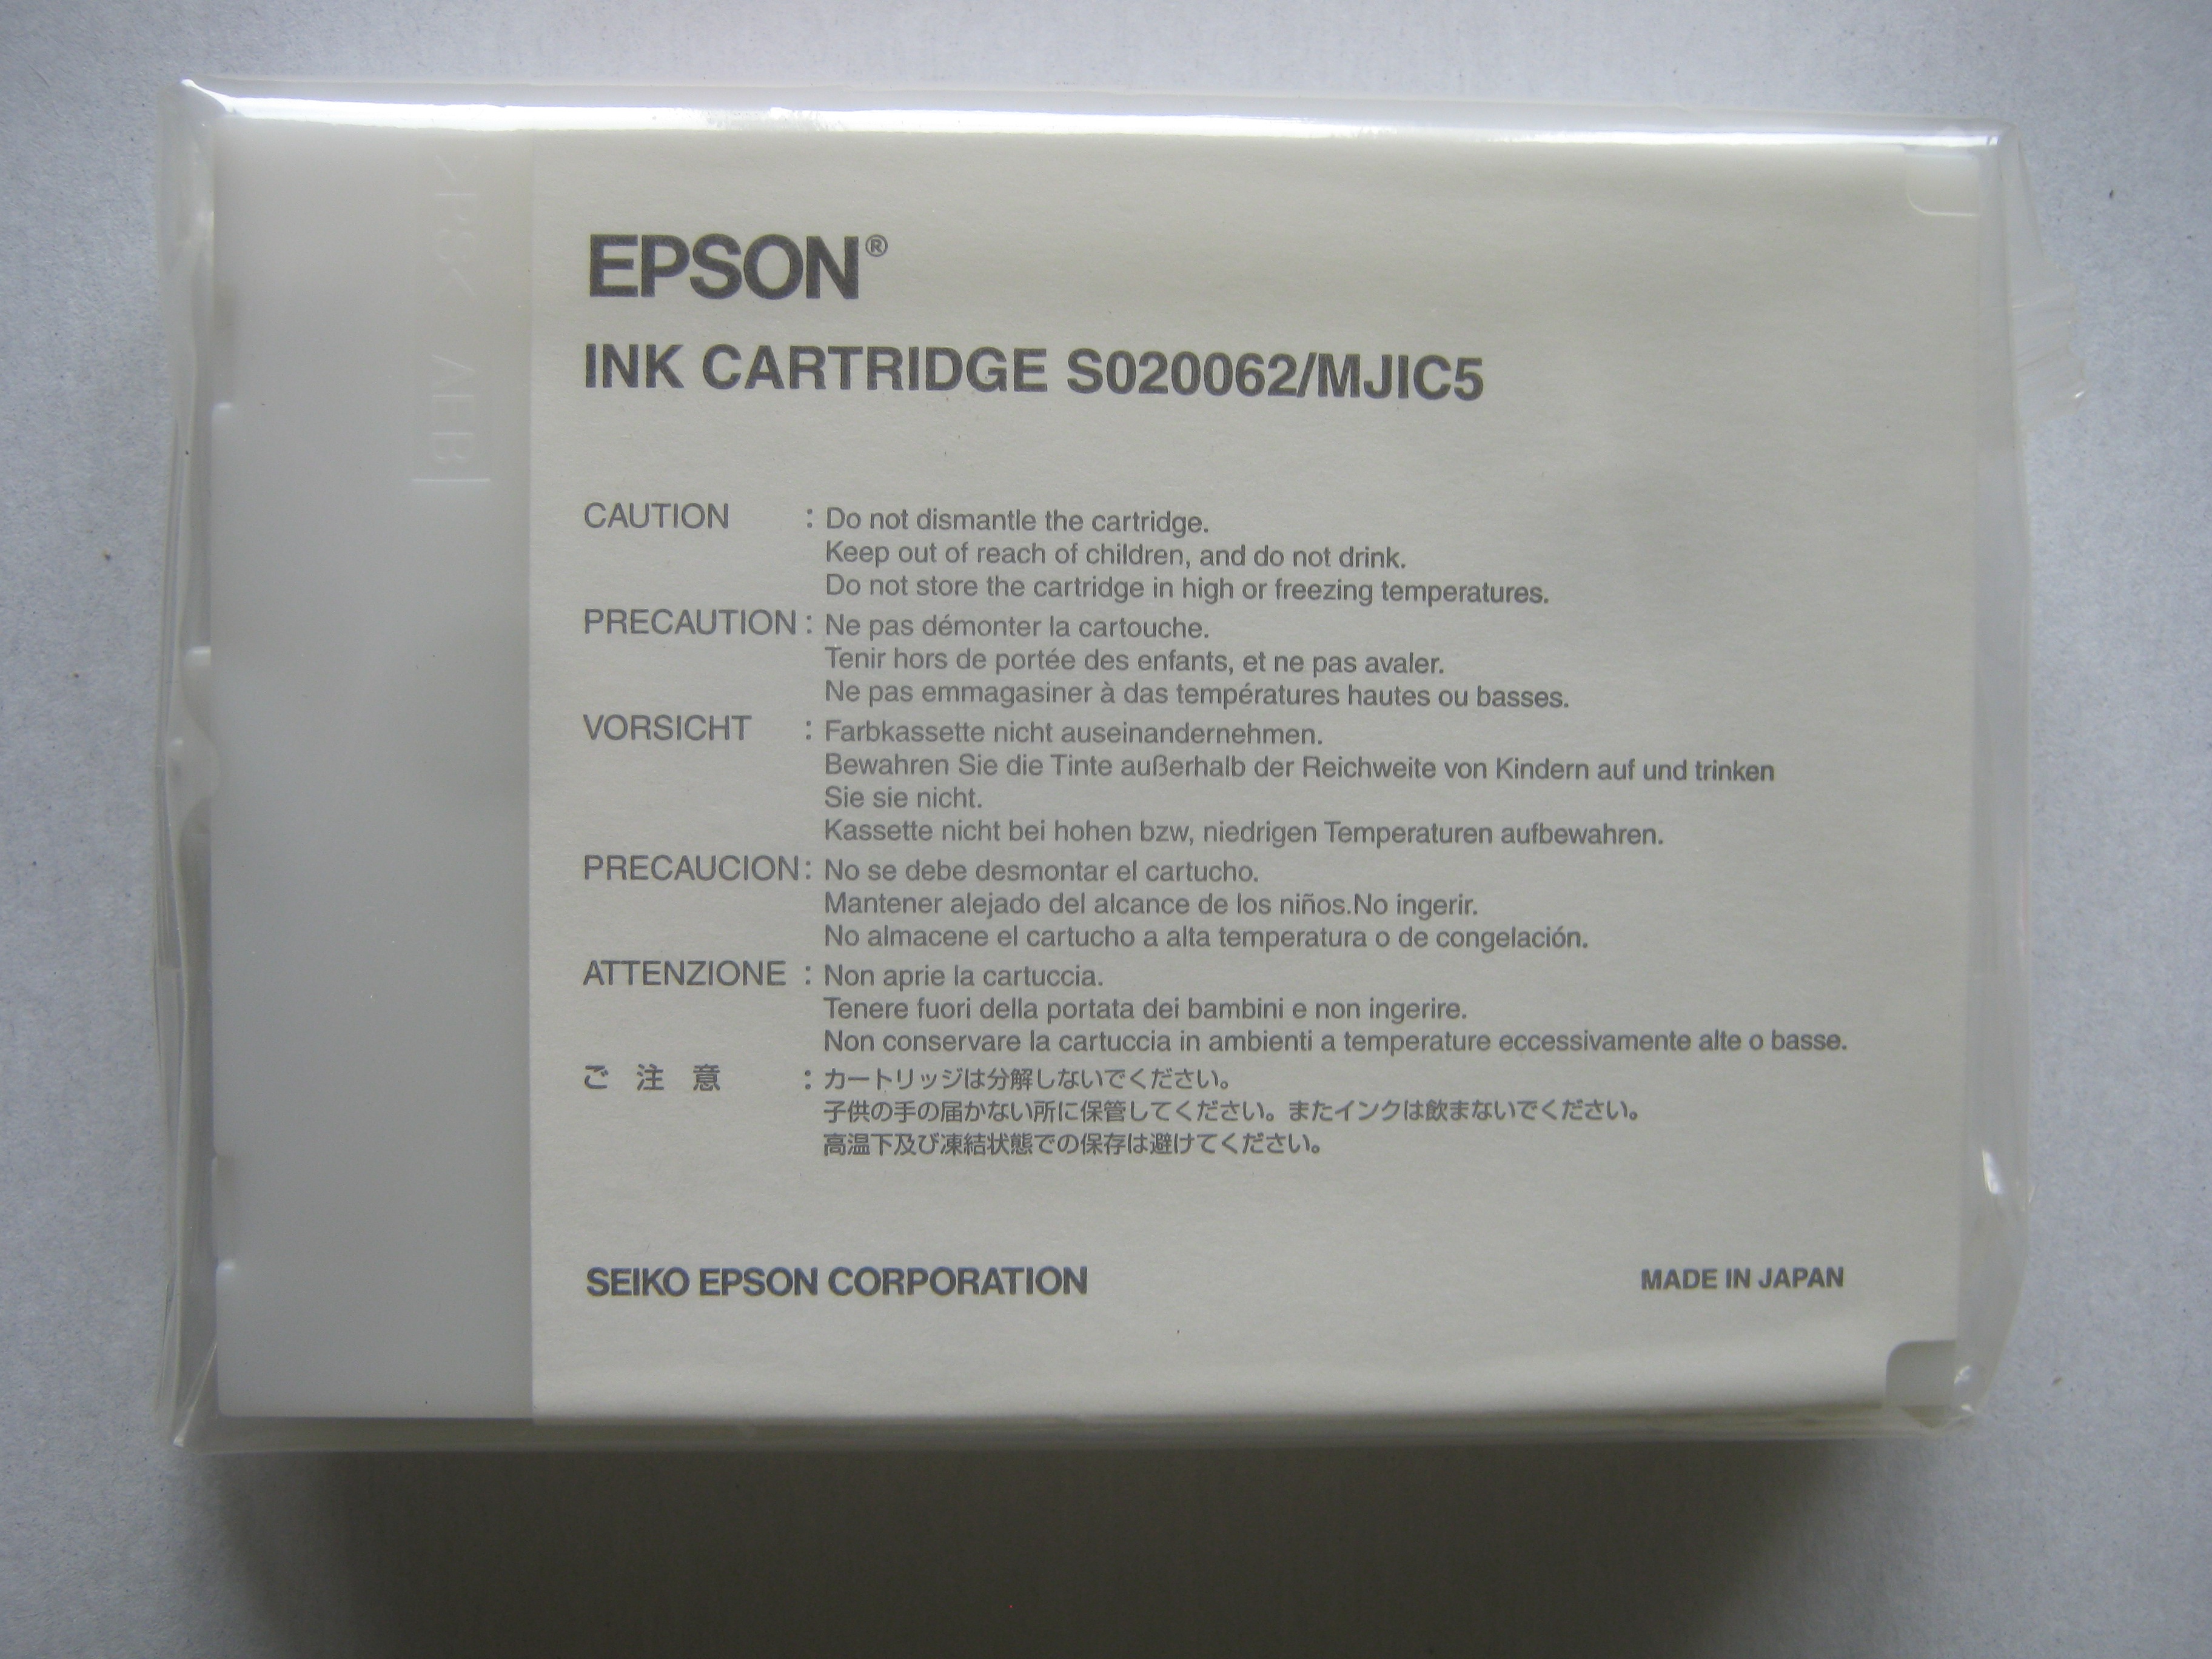 EPSON®
INK CARTRIDGE S020062/MJIC5
>PS< AEB
CAUTION : Do not dismantle the cartridge.
Keep out of reach of children, and do not drink.
Do not store the cartridge in high or freezing temperatures.
PRECAUTION : Ne pas démonter la cartouche.
Tenir hors de portée des enfants, et ne pas avaler.
Ne pas emmagasiner à das températures hautes ou basses.
VORSICHT : Farbkassette nicht auseinandernehmen.
Bewahren Sie die Tinte außerhalb der Reichweite von Kindern auf und trinken
Sie sie nicht.
Kassette nicht bei hohen bzw, niedrigen Temperaturen aufbewahren.
PRECAUCION : No se debe desmontar el cartucho.
Mantener alejado del alcance de los niños.No ingerir.
No almacene el cartucho a alta temperatura o de congelación.
ATTENZIONE : Non aprie la cartuccia.
Tenere fuori della portata dei bambini e non ingerire.
Non conservare la cartuccia in ambienti a temperature eccessivamente alte o basse.
ご 注 意 : カートリッジは分解しないでください。
子供の手の届かない所に保管してください。またインクは飲まないでください。
高温下及び凍結状態での保存は避けてください。
SEIKO EPSON CORPORATION MADE IN JAPAN